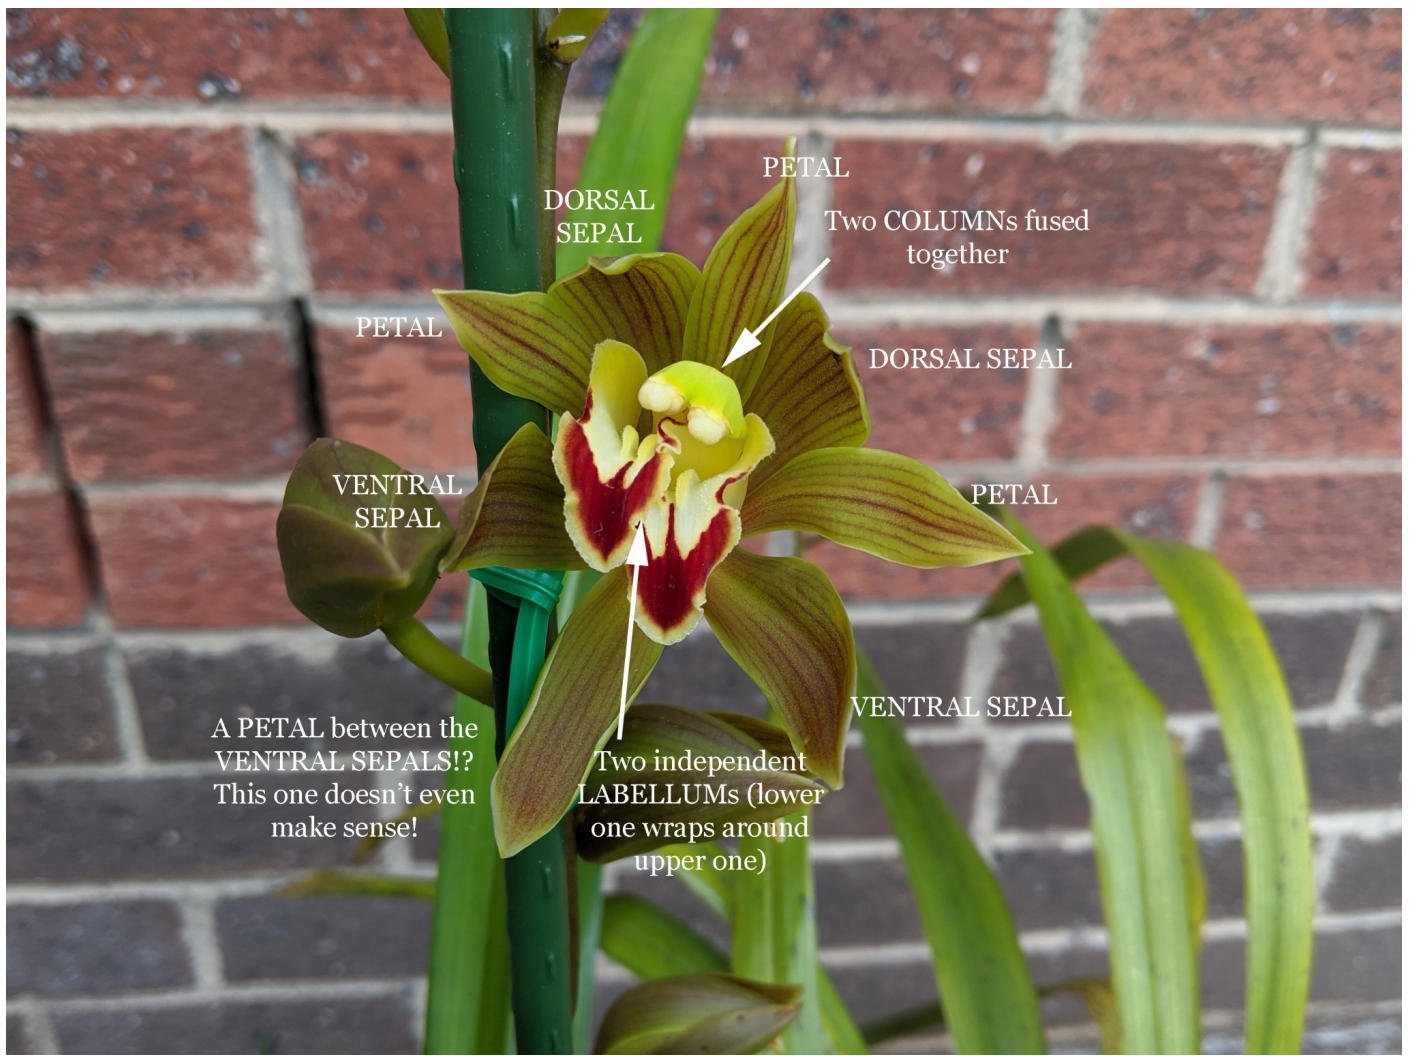 PETAL
DORSAL
SEPAL
Two COLUMNs fused
together
PETAL
DORSAL SEPAL
VENTRAL
SEPAL
PETAL
VENTRAL SEPAL
A PETAL between the
VENTRAL SEPALS!?
This one doesn’t even
make sense!
Two independent
LABELLUMs (lower
one wraps around
upper one)